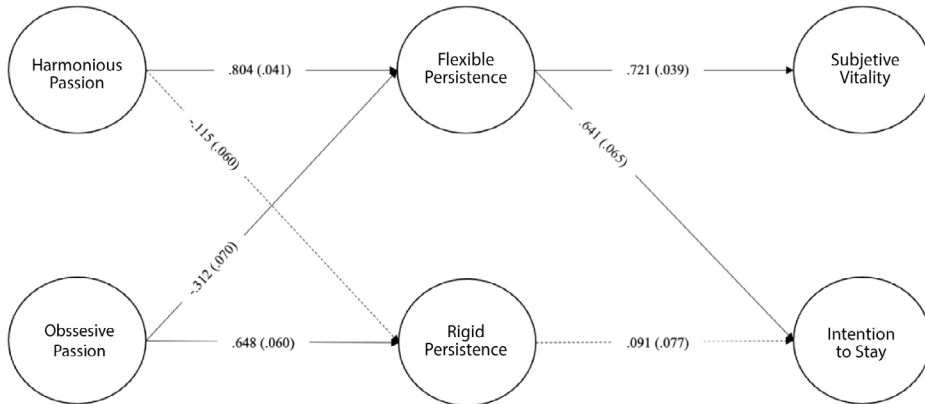 Harmonious
Passion
.804 (.041)
Flexible
Persistence
.721 (.039)
Subjetive
Vitality
-.115 (.060)
.641 (.065)
-.312 (.070)
Obssesive
Passion
.648 (.060)
Rigid
Persistence
.091 (.077)
Intention
to Stay